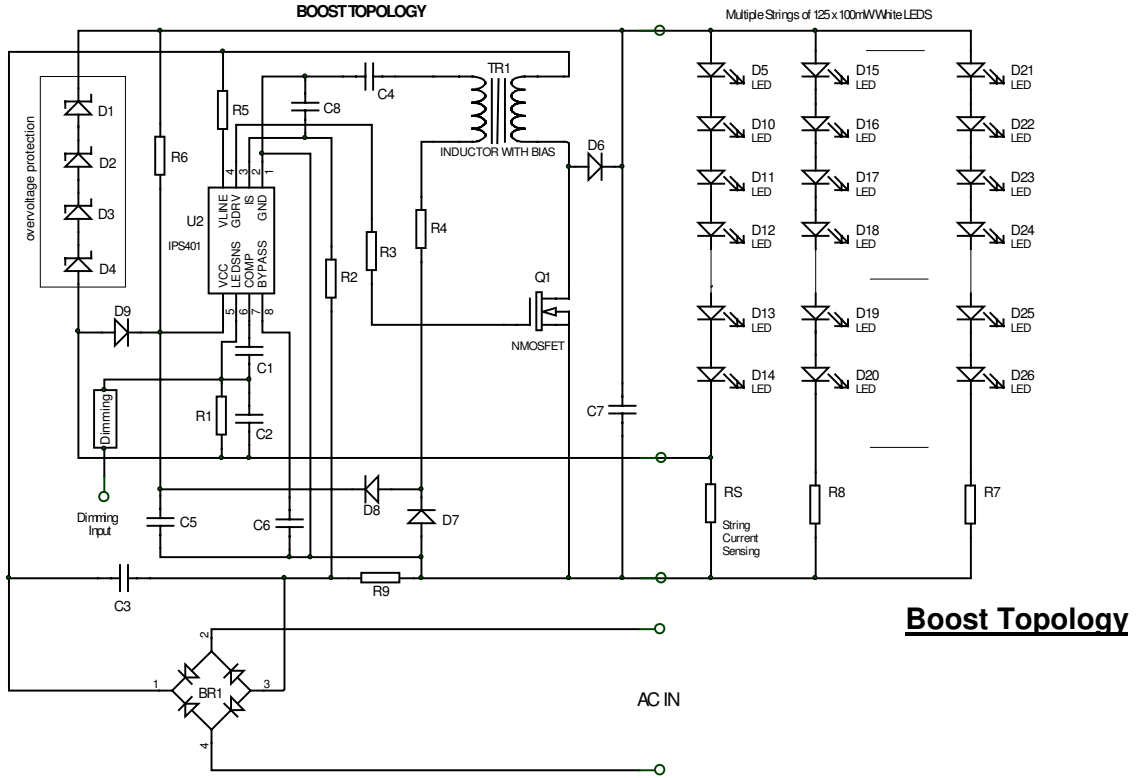 BOOST TOPOLOGY
Multiple Strings of 125 x 100mW White LEDS
overvoltage protection
D1
D2
D3
D4
R6
R5
C8
C4
TR1
INDUCTOR WITH BIAS
D6
4
3
2
1
U2
IPS401
VLINE
GDRV
IS
GND
VCC
LEDSNS
COMP
BYPASS
5
6
7
8
R2
R3
R4
Q1
NMOSFET
D9
C1
R1
C2
C7
Dimming
Dimming
Input
C5
C6
D8
D7
C3
R9
D5
LED
D10
LED
D11
LED
D12
LED
D13
LED
D14
LED
D15
LED
D16
LED
D17
LED
D18
LED
D19
LED
D20
LED
D21
LED
D22
LED
D23
LED
D24
LED
D25
LED
D26
LED
RS
String
Current
Sensing
R8
R7
Boost Topology
2
1
BR1
3
4
AC IN